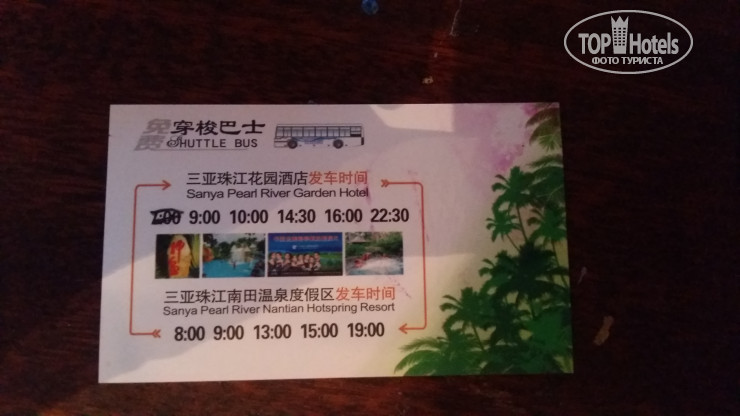 TOP Hotels
ФОТО ТУРИСТА
免费 穿梭巴士
SHUTTLE BUS
三亚珠江花园酒店发车时间
Sanya Pearl River Garden Hotel
9:00 10:00 14:30 16:00 22:30
三亚珠江南田温泉度假区发车时间
Sanya Pearl River Nantian Hotspring Resort
8:00 9:00 13:00 15:00 19:00